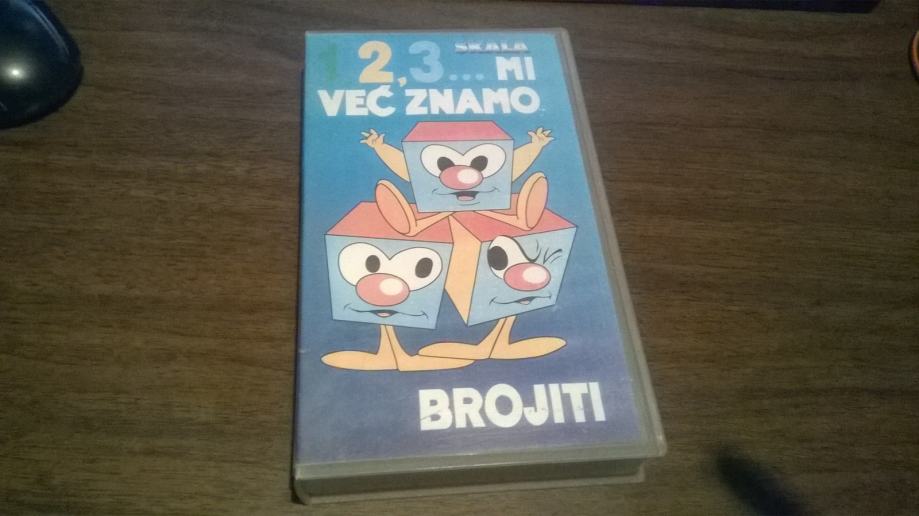 SKALA
1 2, 3... MI
VEĆ ZNAMO
BROJITI